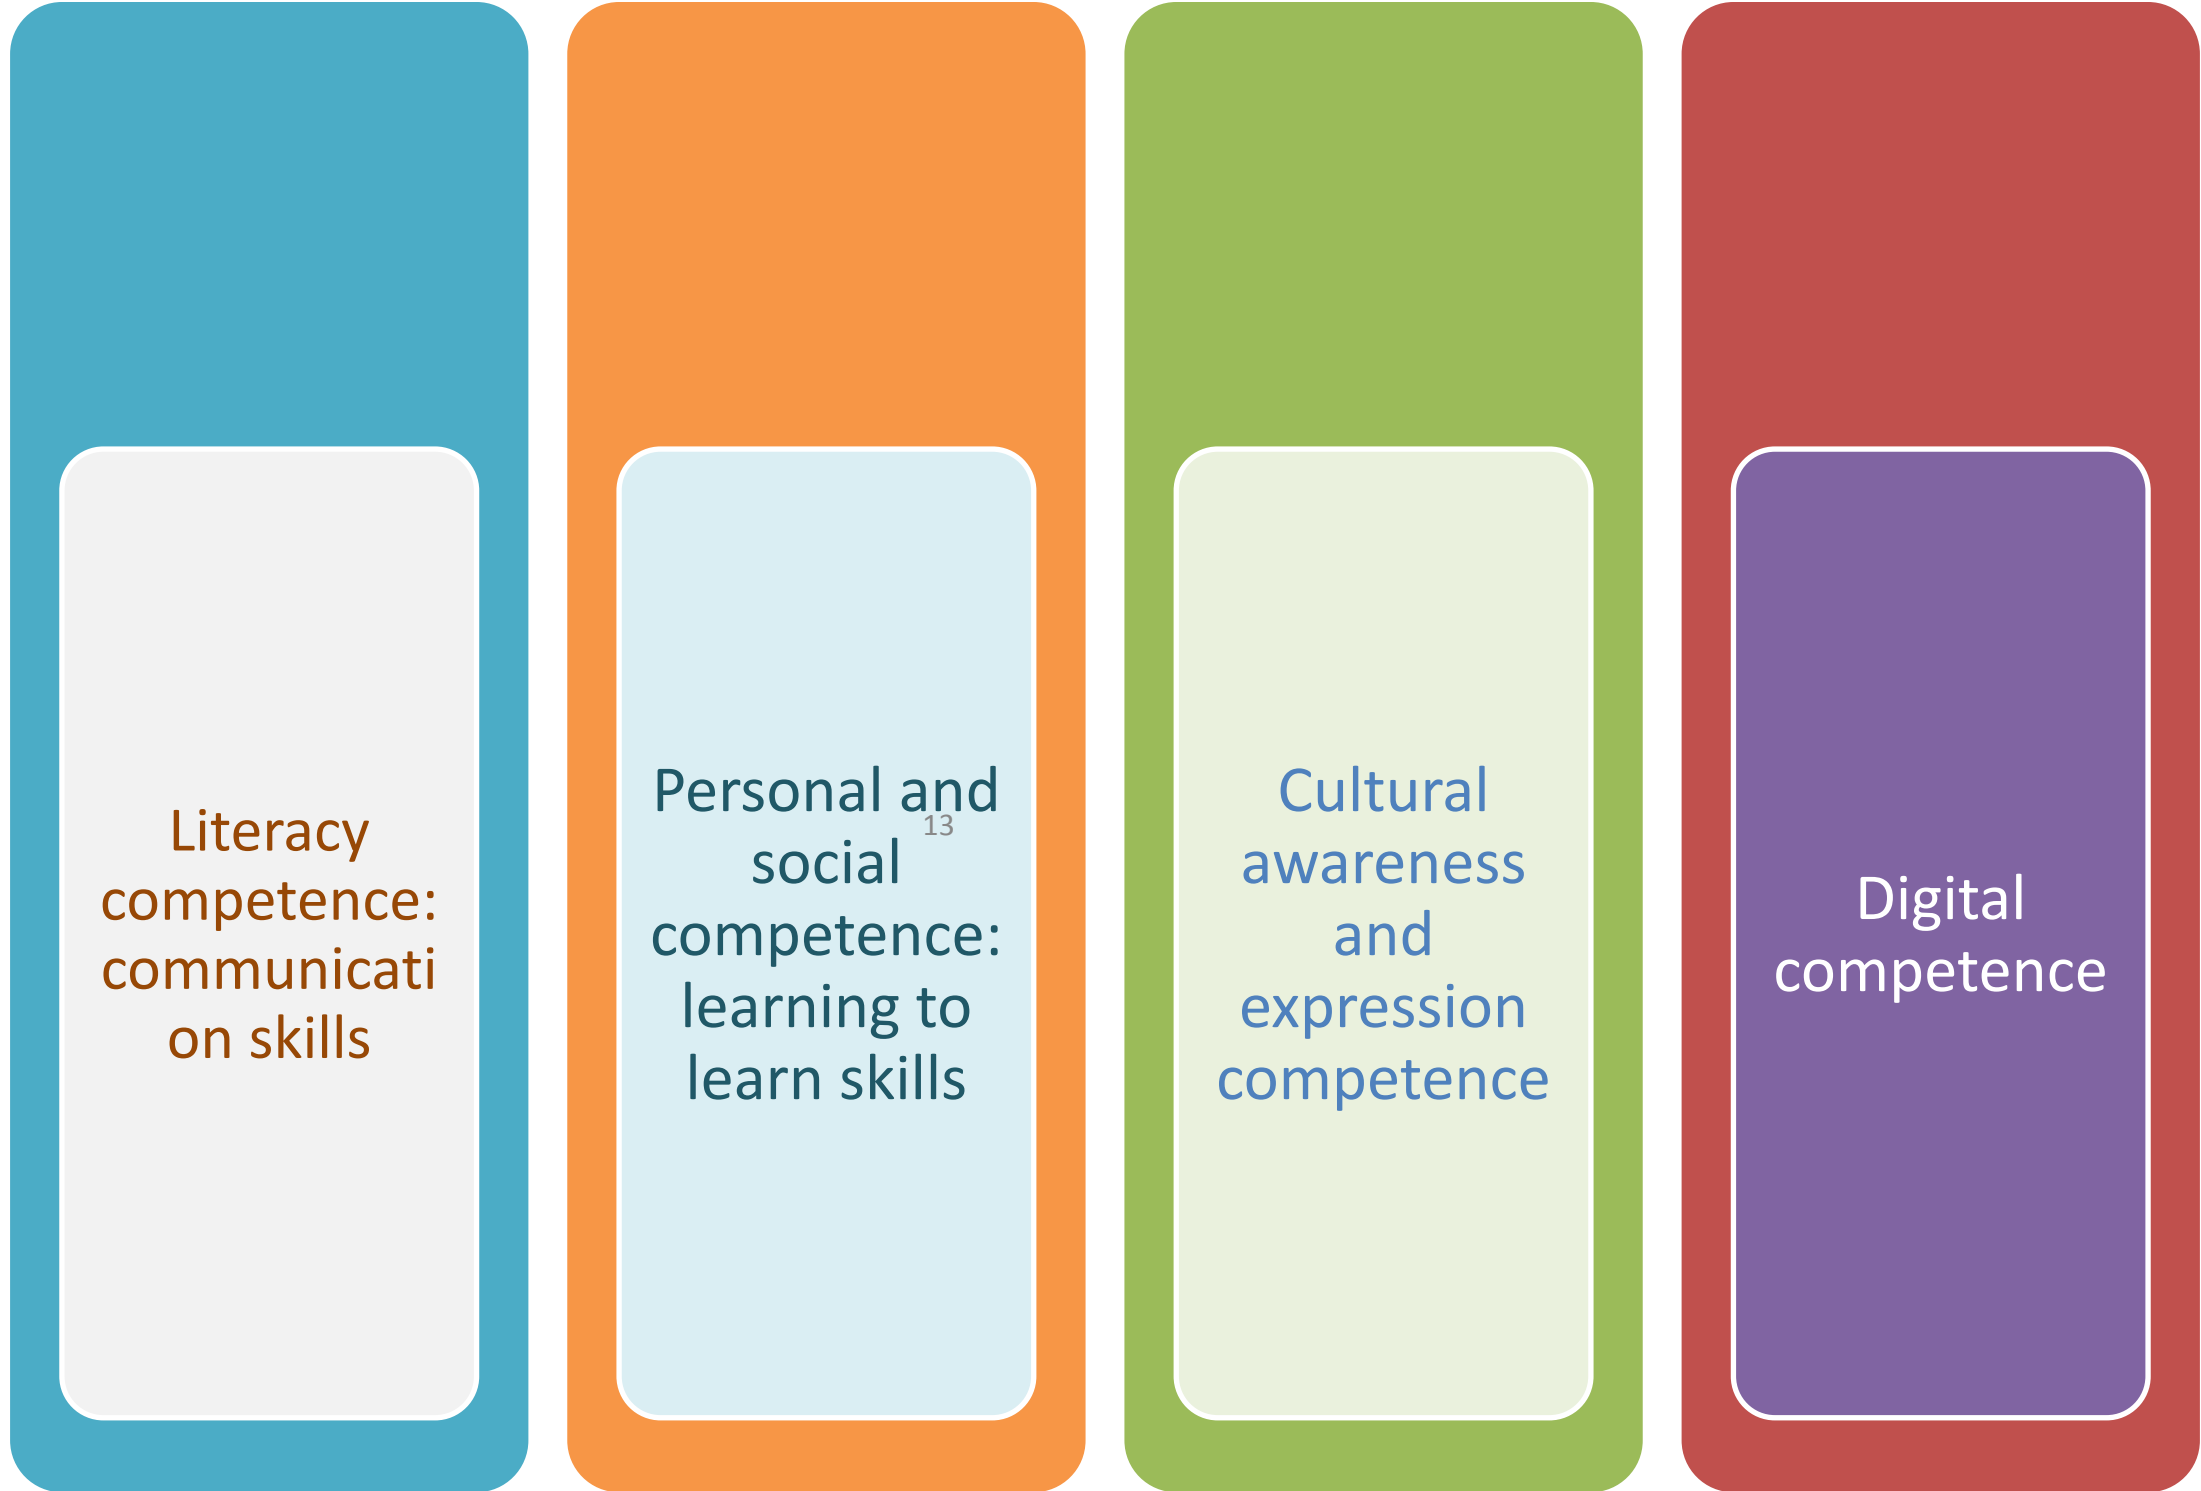 Literacy
competence:
communicati
on skills
Personal and
social
competence:
learning to
learn skills
13
Cultural
awareness
and
expression
competence
Digital
competence